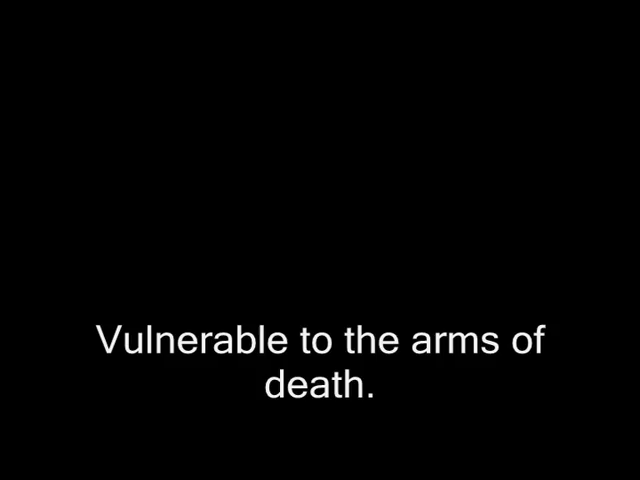 Vulnerable to the arms of
death.